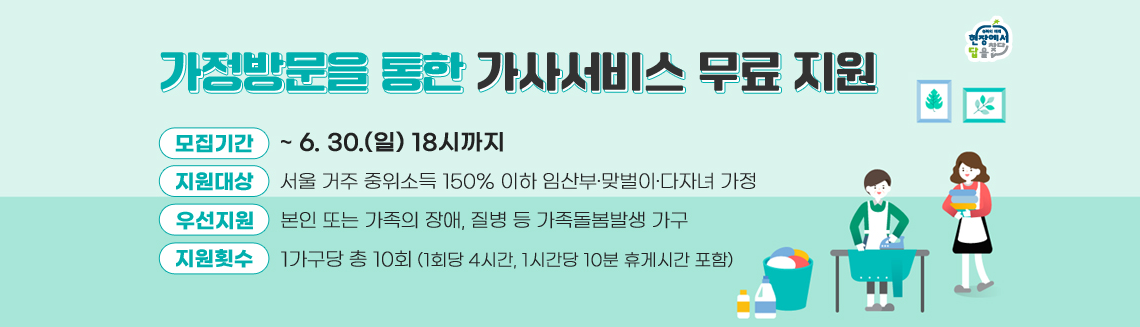 현장에서
답을 찾다
가정방문을 통한 가사서비스 무료 지원
모집기간 ~ 6. 30.(일) 18시까지
지원대상 서울 거주 중위소득 150% 이하 임산부·맞벌이·다자녀 가정
우선지원 본인 또는 가족의 장애, 질병 등 가족돌봄발생 가구
지원횟수 1가구당 총 10회 (1회당 4시간, 1시간당 10분 휴게시간 포함)